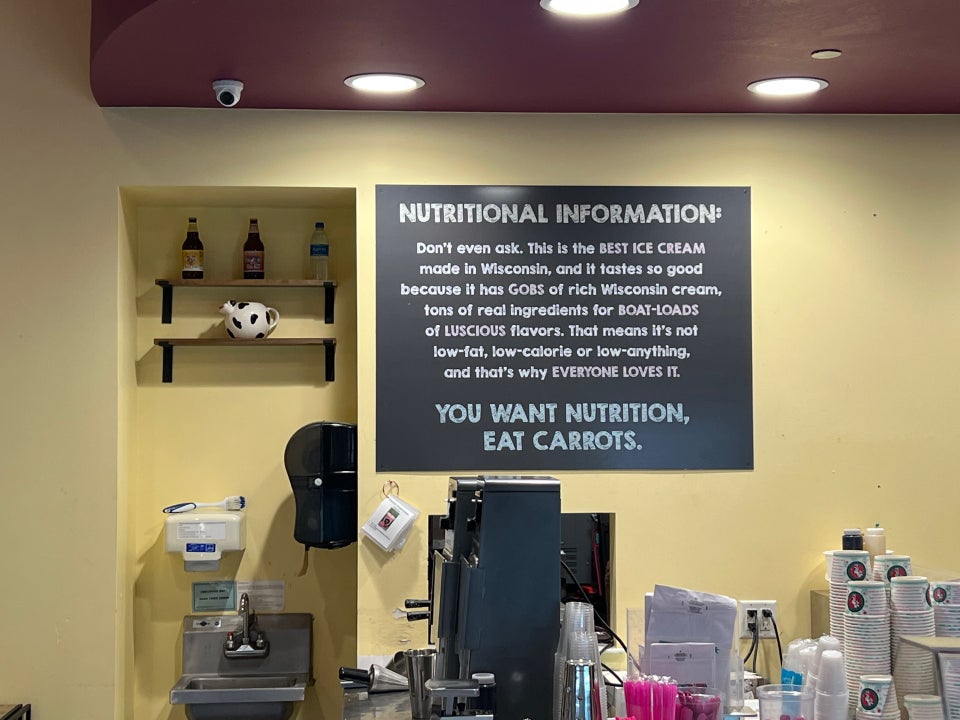 NUTRITIONAL INFORMATION:
Don't even ask. This is the BEST ICE CREAM
made in Wisconsin, and it tastes so good
because it has GOBS of rich Wisconsin cream,
tons of real ingredients for BOAT-LOADS
of LUSCIOUS flavors. That means it's not
low-fat, low-calorie or low-anything,
and that's why EVERYONE LOVES IT.
YOU WANT NUTRITION,
EAT CARROTS.